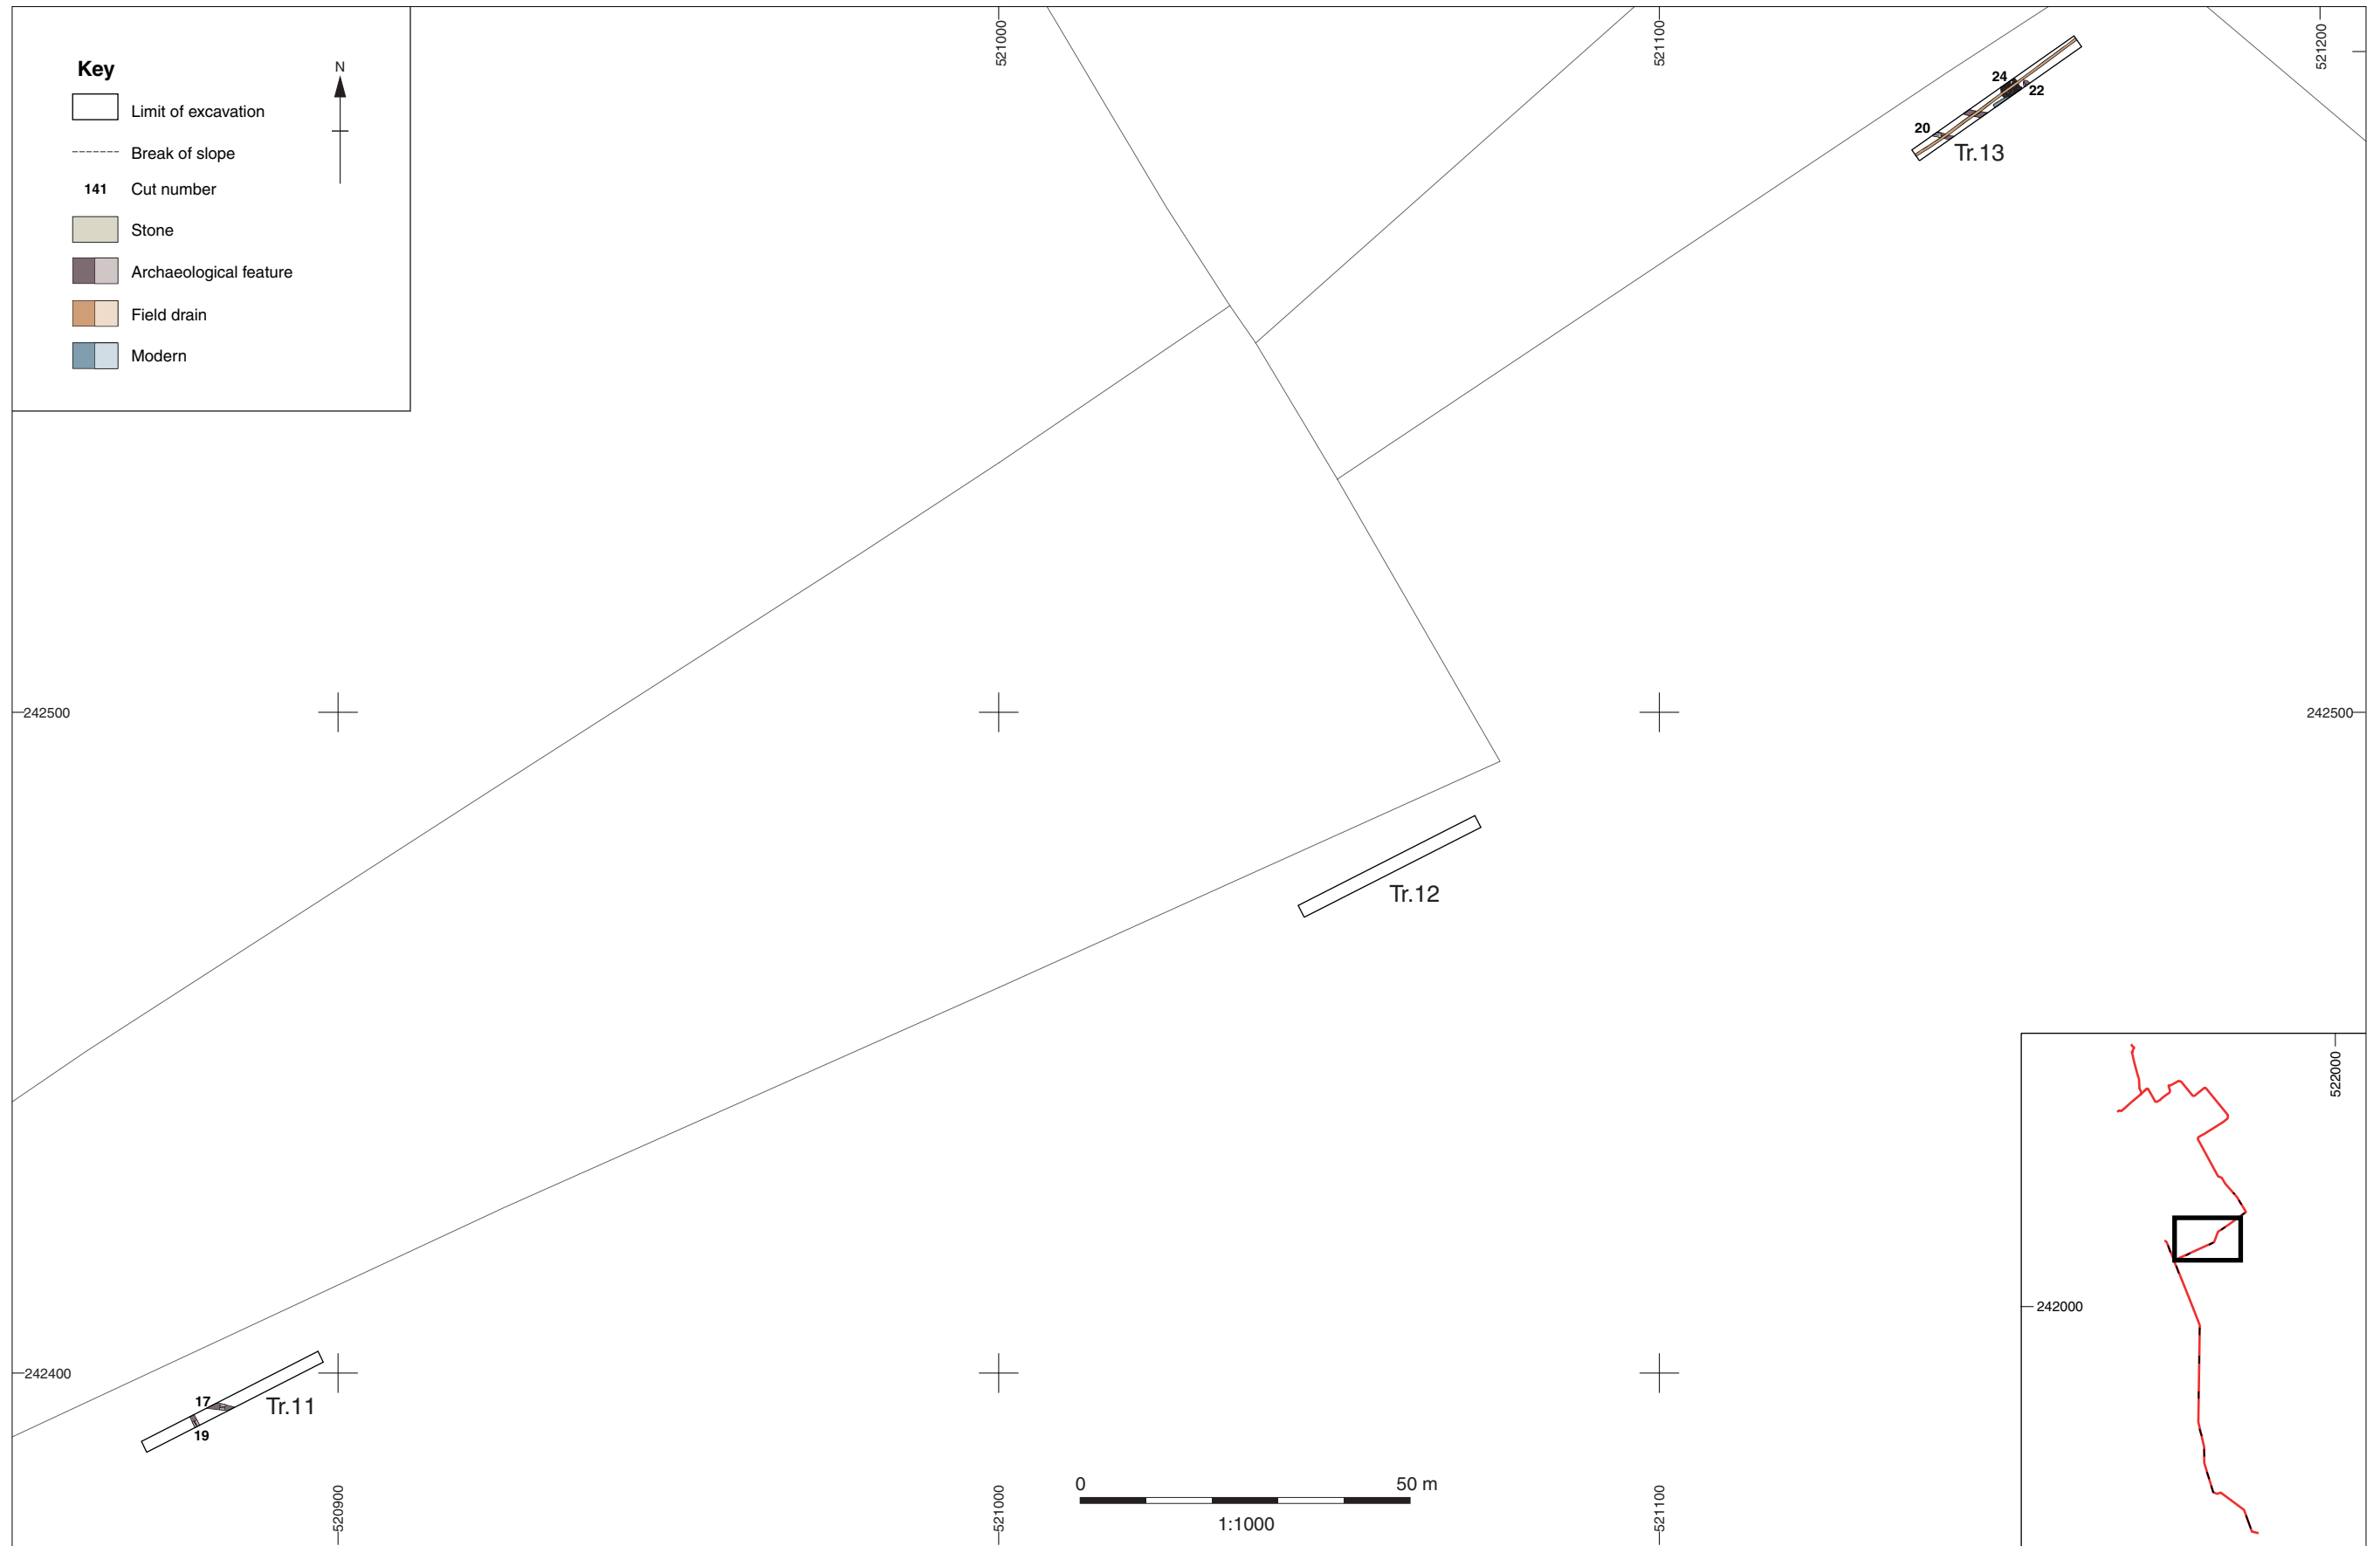 Key
N
Limit of excavation
Break of slope
141 Cut number
Stone
Archaeological feature
Field drain
Modern
521000
521100
521200
24
22
20
Tr.13
242500
242500
Tr.12
522000
242000
242400
17
Tr.11
19
520900
521000
521100
0 50 m
1:1000